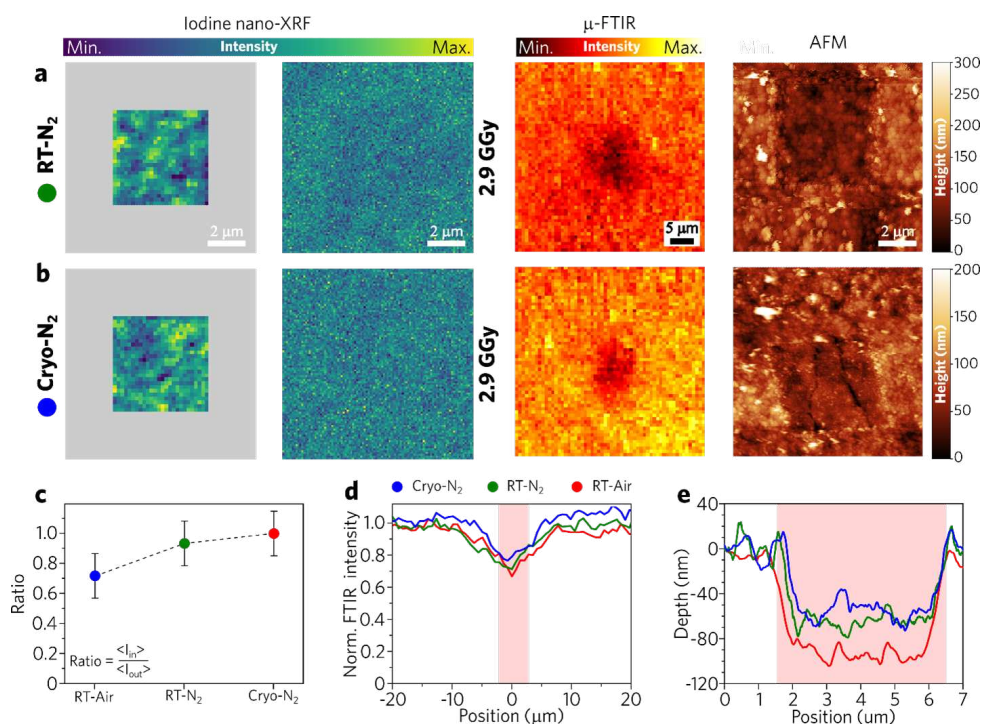 Iodine nano-XRF
μ-FTIR
AFM
Min. Intensity Max.
Min. Intensity Max.
Min.
a
RT-N₂
2 μm
2 μm
2.9 GGy
5 μm
2 μm
300
250
200
150
100
50
0
Height (nm)
b
Cryo-N₂
2.9 GGy
200
150
100
50
0
Height (nm)
c
Ratio
1.0
0.8
0.6
0.4
0.2
0
Ratio = <I_in>
<I_out>
RT-Air RT-N₂ Cryo-N₂
Cryo-N₂ RT-N₂ RT-Air
d
Norm. FTIR intensity
1.0
0.8
0.6
0.4
0.2
0
-20 -10 0 10 20
Position (μm)
e
Depth (nm)
40
0
-40
-80
-120
0 1 2 3 4 5 6 7
Position (um)